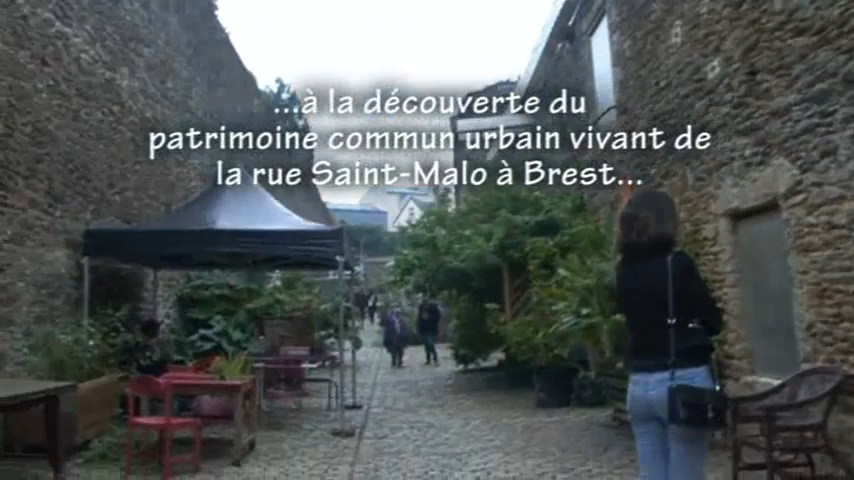 ...à la découverte du
patrimoine commun urbain vivant de
la rue Saint-Malo à Brest...